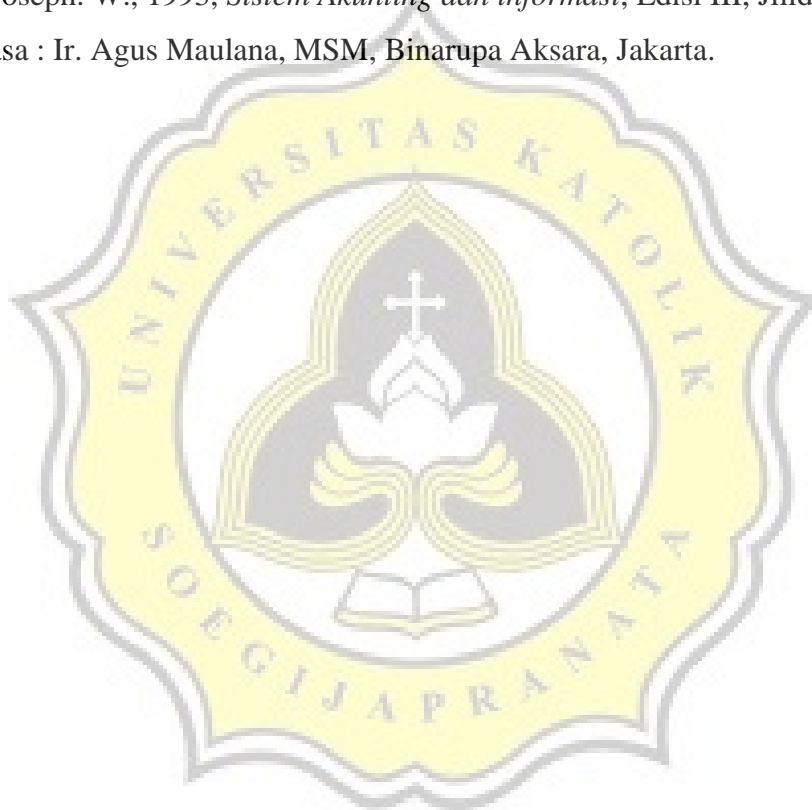 oseph. W., 1993, Sistem Akunting dan informasi, Edisi III, Jilid
asa : Ir. Agus Maulana, MSM, Binarupa Aksara, Jakarta.
UNIVERSITAS KATOLIK
SOEGIJAPRANATA